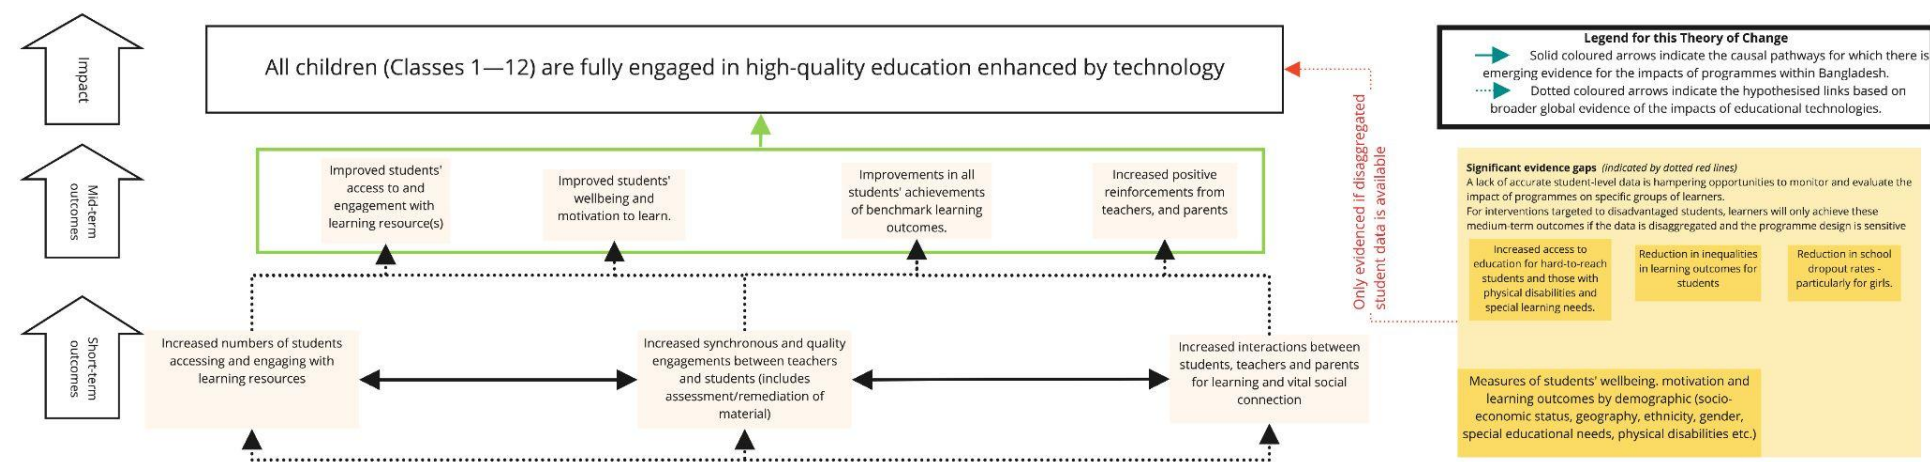 Impact
All children (Classes 1—12) are fully engaged in high-quality education enhanced by technology
Legend for this Theory of Change
Solid coloured arrows indicate the causal pathways for which there is
emerging evidence for the impacts of programmes within Bangladesh.
Dotted coloured arrows indicate the hypothesised links based on
broader global evidence of the impacts of educational technologies.
Mid-term
outcomes
Improved students'
access to and
engagement with
learning resource(s)
Improved students'
wellbeing and
motivation to learn.
Improvements in all
students' achievements
of benchmark learning
outcomes.
Increased positive
reinforcements from
teachers, and parents
Only evidenced if disaggregated
student data is available
Significant evidence gaps (indicated by dotted red lines)
A lack of accurate student-level data is hampering opportunities to monitor and evaluate the
impact of programmes on specific groups of learners.
For interventions targeted to disadvantaged students, learners will only achieve these
medium-term outcomes if the data is disaggregated and the programme design is sensitive
Increased access to
education for hard-to-reach
students and those with
physical disabilities and
special learning needs.
Reduction in inequalities
in learning outcomes for
students
Reduction in school
dropout rates -
particularly for girls.
Short-term
outcomes
Increased numbers of students
accessing and engaging with
learning resources
Increased synchronous and quality
engagements between teachers
and students (includes
assessment/remediation of
material)
Increased interactions between
students, teachers and parents
for learning and vital social
connection
Measures of students' wellbeing, motivation and
learning outcomes by demographic (socio-
economic status, geography, ethnicity, gender,
special educational needs, physical disabilities etc.)